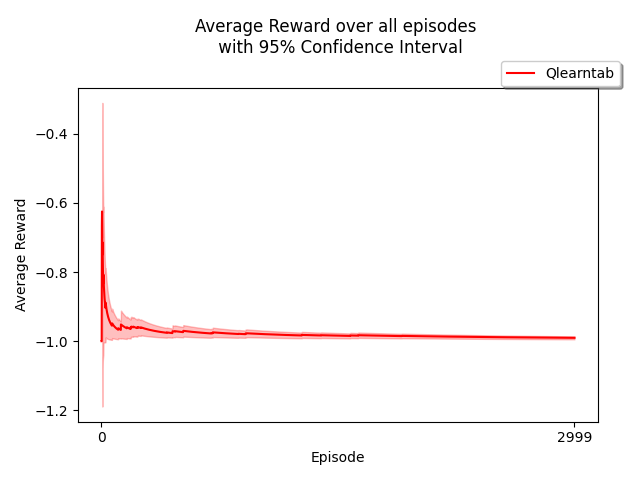 Average Reward over all episodes
with 95% Confidence Interval
Qlearntab
−0.4
−0.6
−0.8
−1.0
−1.2
Average Reward
0
2999
Episode